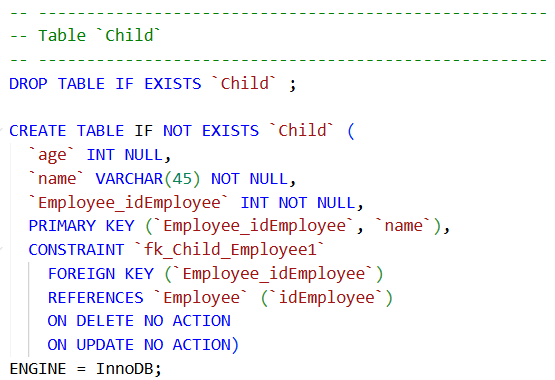 -- -----------------------------------------------------
-- Table `Child`
-- -----------------------------------------------------
DROP TABLE IF EXISTS `Child` ;
CREATE TABLE IF NOT EXISTS `Child` (
`age` INT NULL,
`name` VARCHAR(45) NOT NULL,
`Employee_idEmployee` INT NOT NULL,
PRIMARY KEY (`Employee_idEmployee`, `name`),
CONSTRAINT `fk_Child_Employee1`
FOREIGN KEY (`Employee_idEmployee`)
REFERENCES `Employee` (`idEmployee`)
ON DELETE NO ACTION
ON UPDATE NO ACTION)
ENGINE = InnoDB;